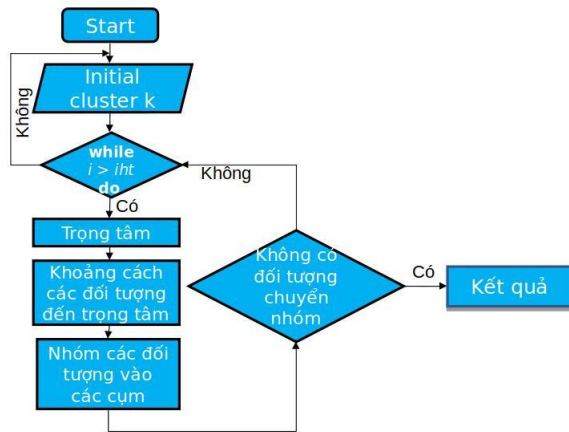 Start
Initial
cluster k
Không
while
i > iht
do
Không
Có
Trọng tâm
Khoảng cách
các đối tượng
đến trọng tâm
Nhóm các đối
tượng vào
các cụm
Không có
đối tượng
chuyển
nhóm
Có
Kết quả